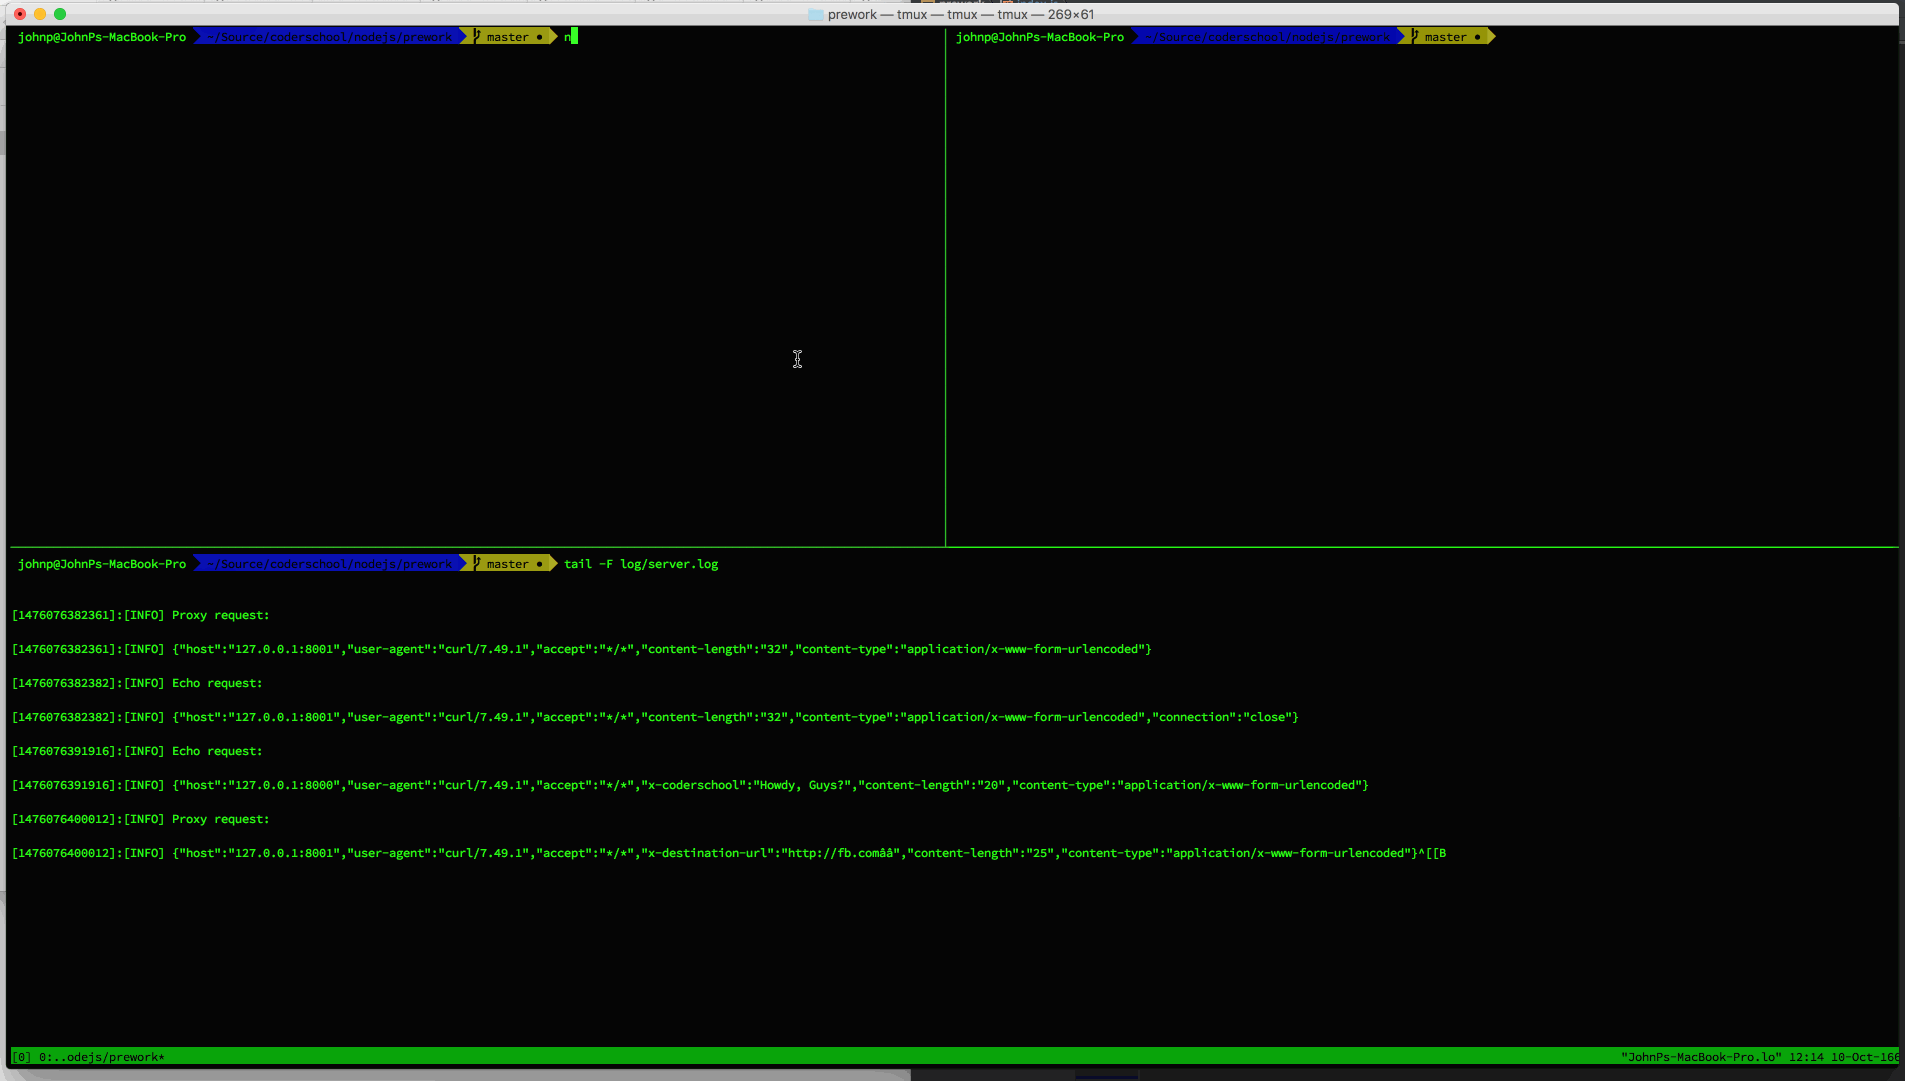 prework — tmux — tmux — tmux — 269×61
johnp@JohnPs-MacBook-Pro ~/Source/coderschool/nodejs/prework master ● n
johnp@JohnPs-MacBook-Pro ~/Source/coderschool/nodejs/prework master ●
johnp@JohnPs-MacBook-Pro ~/Source/coderschool/nodejs/prework master ● tail -F log/server.log
[1476076382361]:[INFO] Proxy request:
[1476076382361]:[INFO] {"host":"127.0.0.1:8001","user-agent":"curl/7.49.1","accept":"*/*","content-length":"32","content-type":"application/x-www-form-urlencoded"}
[1476076382382]:[INFO] Echo request:
[1476076382382]:[INFO] {"host":"127.0.0.1:8001","user-agent":"curl/7.49.1","accept":"*/*","content-length":"32","content-type":"application/x-www-form-urlencoded","connection":"close"}
[1476076391916]:[INFO] Echo request:
[1476076391916]:[INFO] {"host":"127.0.0.1:8000","user-agent":"curl/7.49.1","accept":"*/*","x-coderschool":"Howdy, Guys?","content-length":"20","content-type":"application/x-www-form-urlencoded"}
[1476076400012]:[INFO] Proxy request:
[1476076400012]:[INFO] {"host":"127.0.0.1:8001","user-agent":"curl/7.49.1","accept":"*/*","x-destination-url":"http://fb.comââ","content-length":"25","content-type":"application/x-www-form-urlencoded"}^[[B
[0] 0:..odejs/prework* "JohnPs-MacBook-Pro.lo" 12:14 10-Oct-166